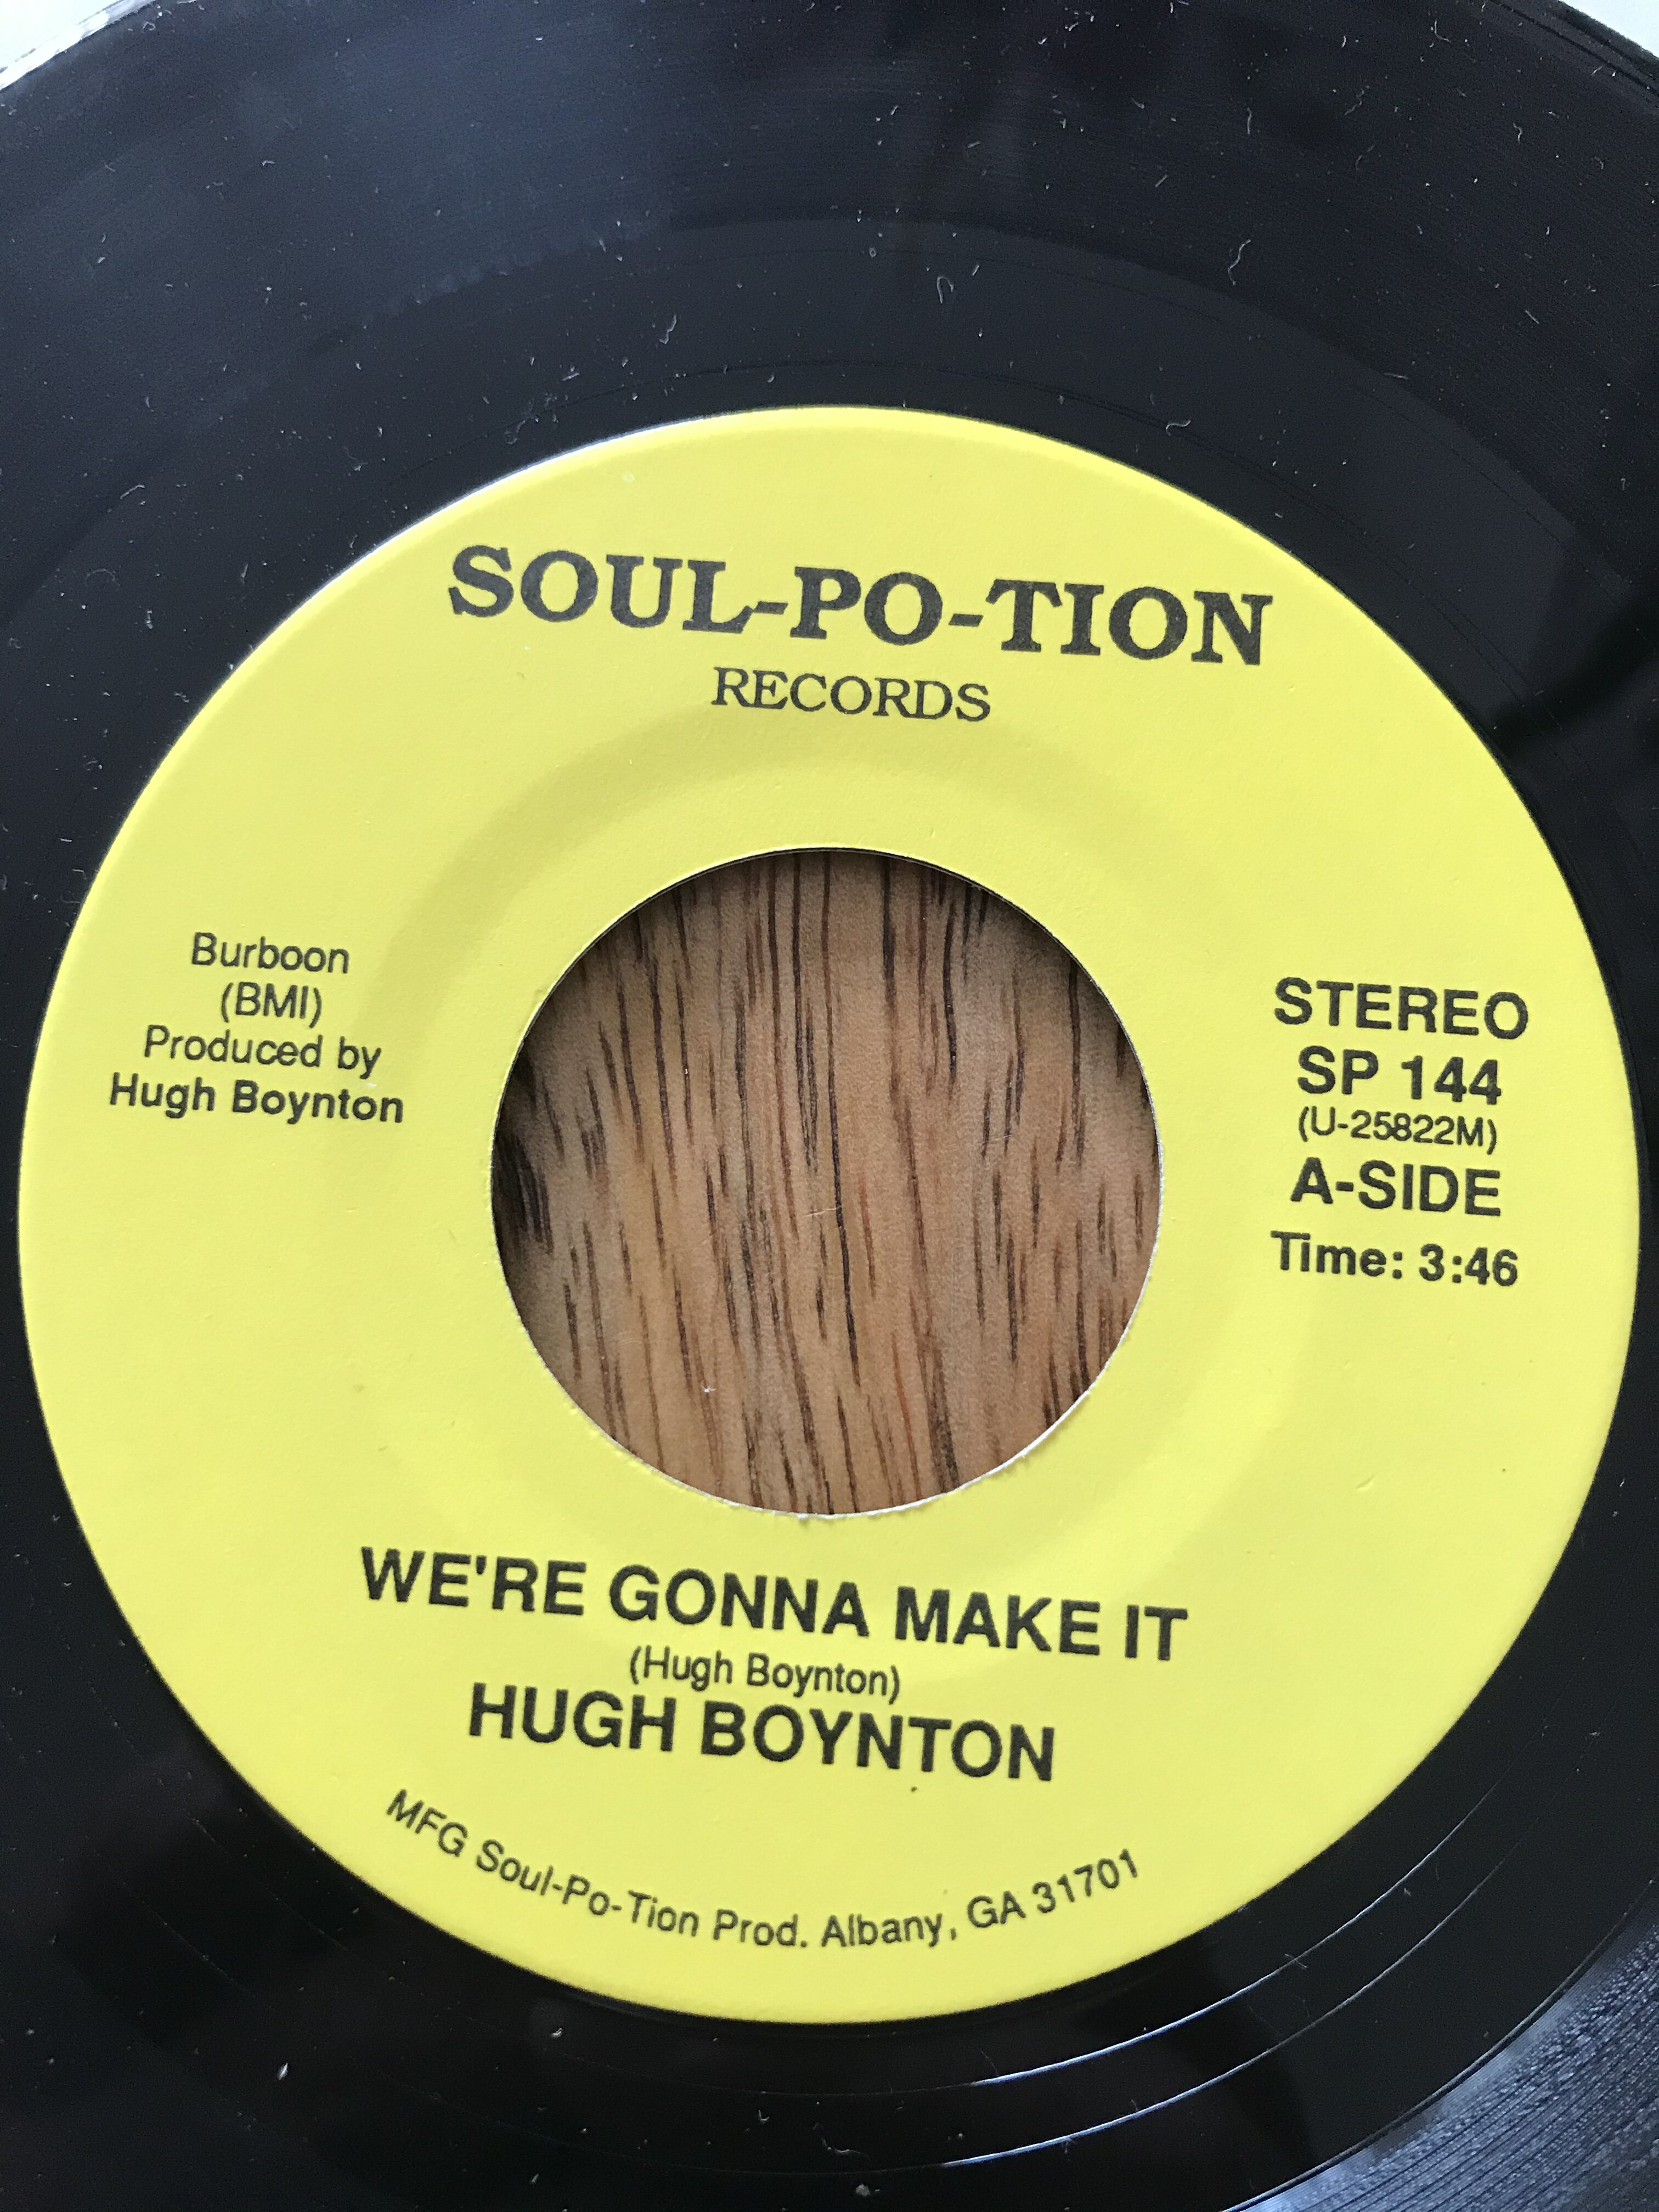 SOUL-PO-TION
RECORDS
Burboon
(BMI)
Produced by
Hugh Boynton
STEREO
SP 144
(U-25822M)
A-SIDE
Time: 3:46
WE'RE GONNA MAKE IT
(Hugh Boynton)
HUGH BOYNTON
MFG Soul-Po-Tion Prod. Albany, GA 31701